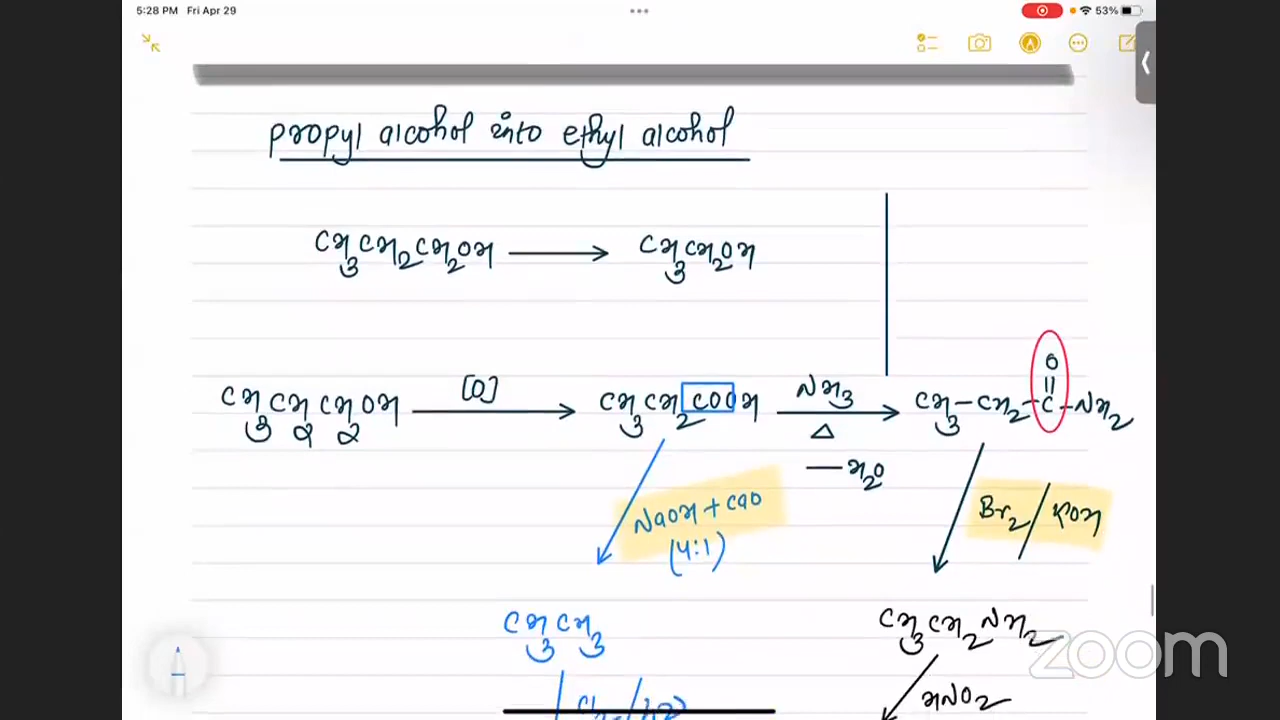 5:28 PM Fri Apr 29
53%
propyl alcohol into ethyl alcohol
CH3CH2CH2OH → CH3CH2OH
O
||
CH3CH2CH2OH [O] → CH3CH2COOH NH3 → CH3-CH2-C-NH2
Δ
—H2O
NaOH + CaO
(4:1)
Br2/KOH
CH3CH3
CH3CH2NH2
zoom
HNO2